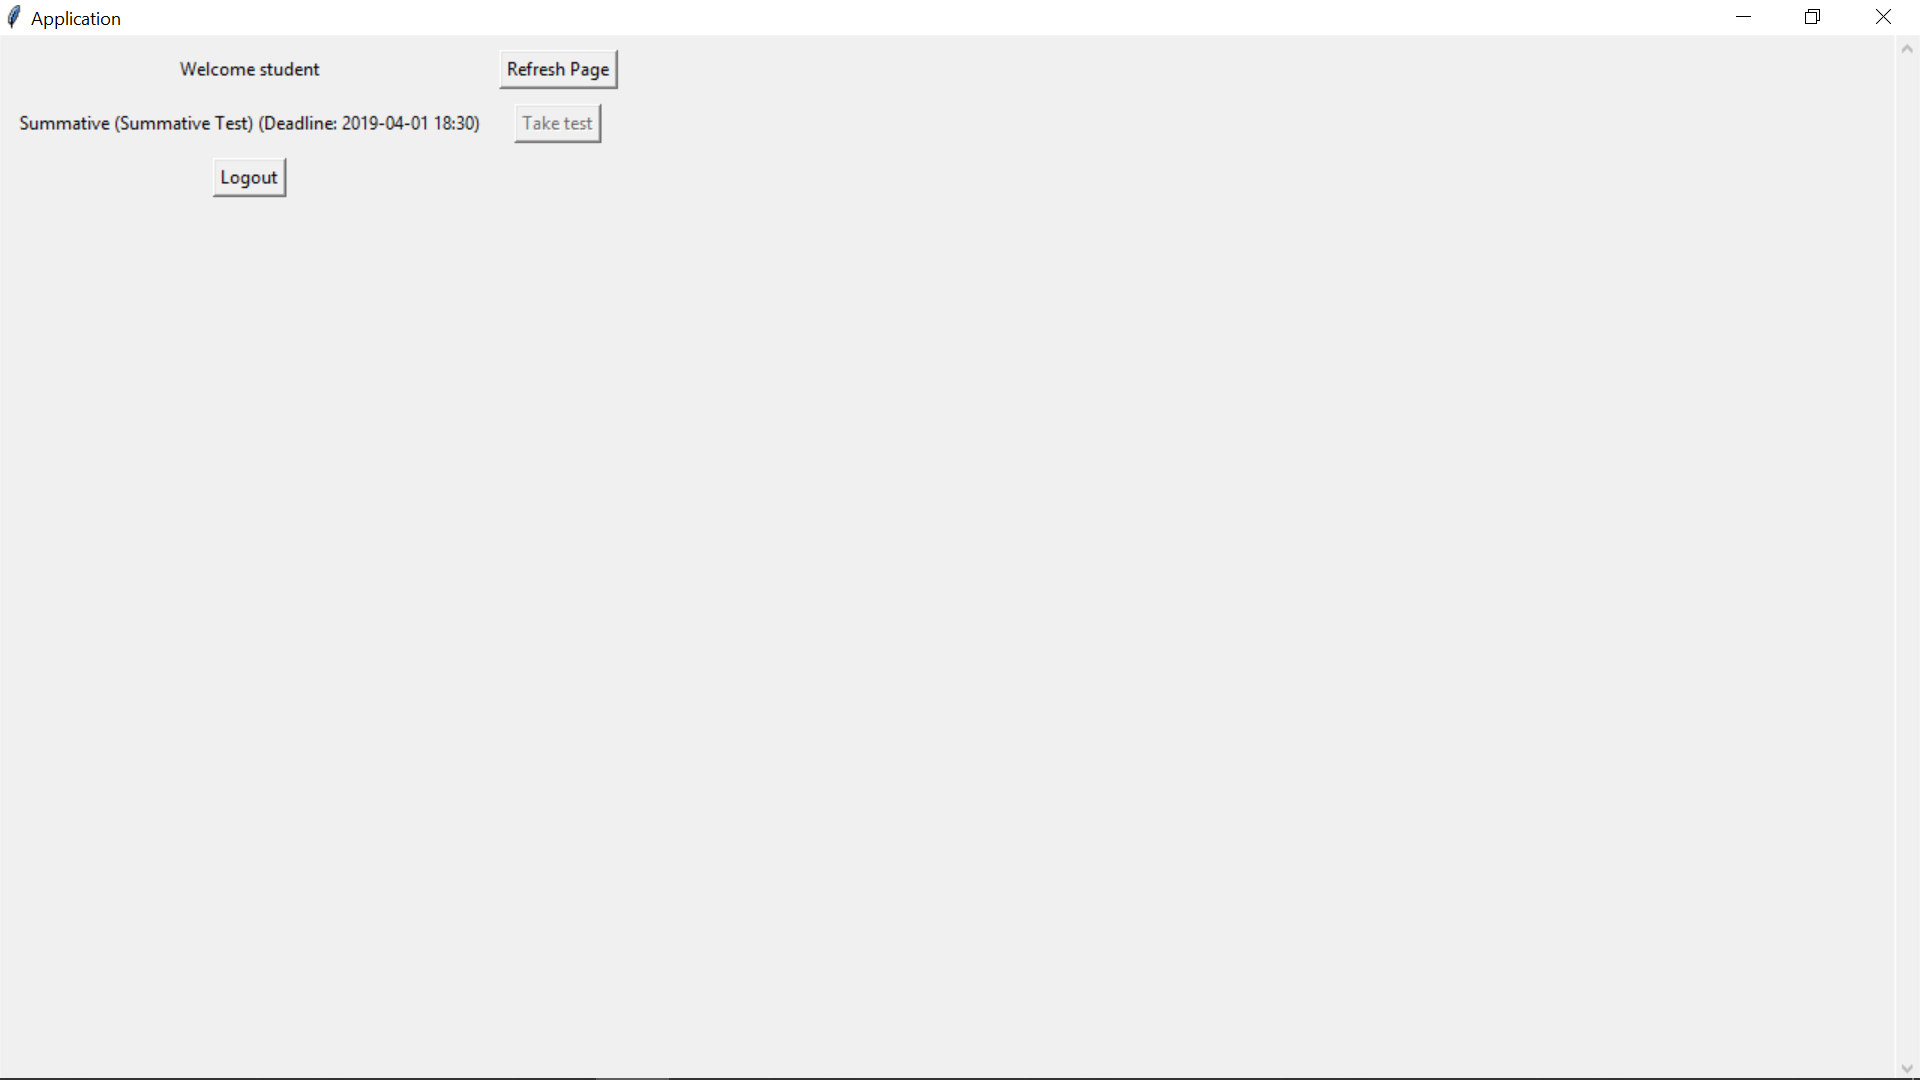 Application
Welcome student Refresh Page
Summative (Summative Test) (Deadline: 2019-04-01 18:30) Take test
Logout